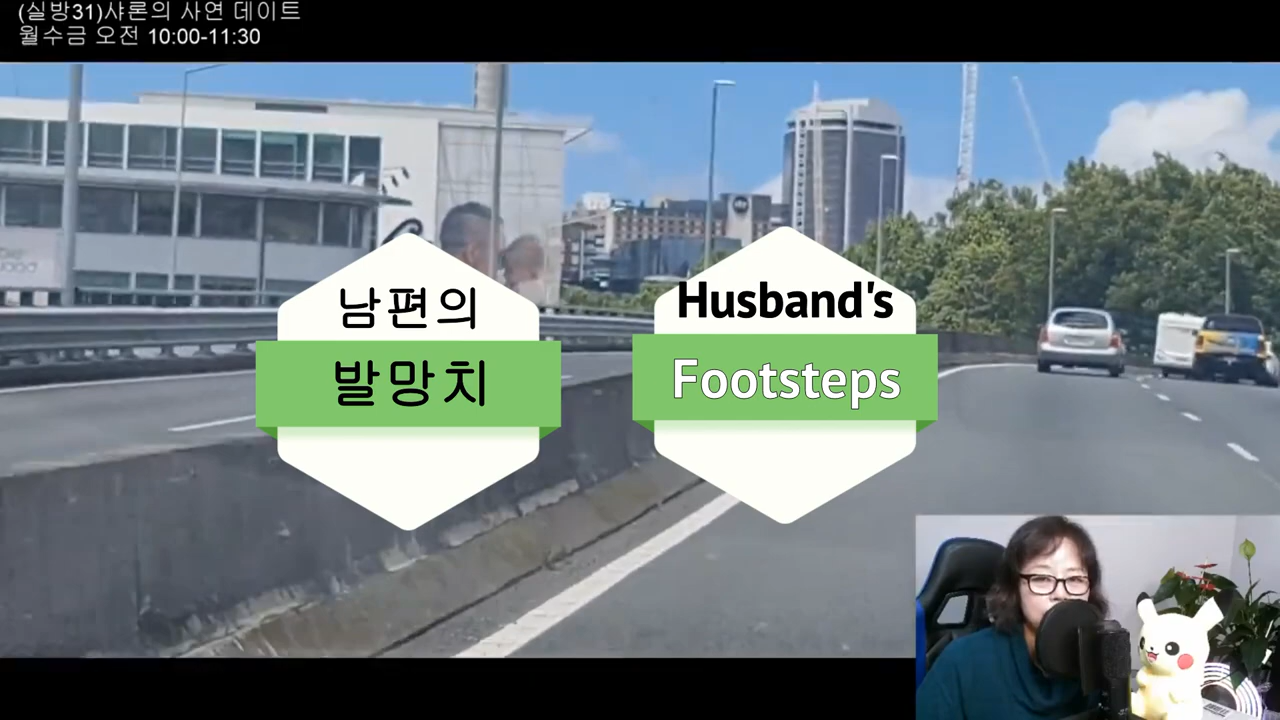 (실방31)샤론의 사연 데이트
월수금 오전 10:00-11:30
남편의
발망치
Husband's
Footsteps